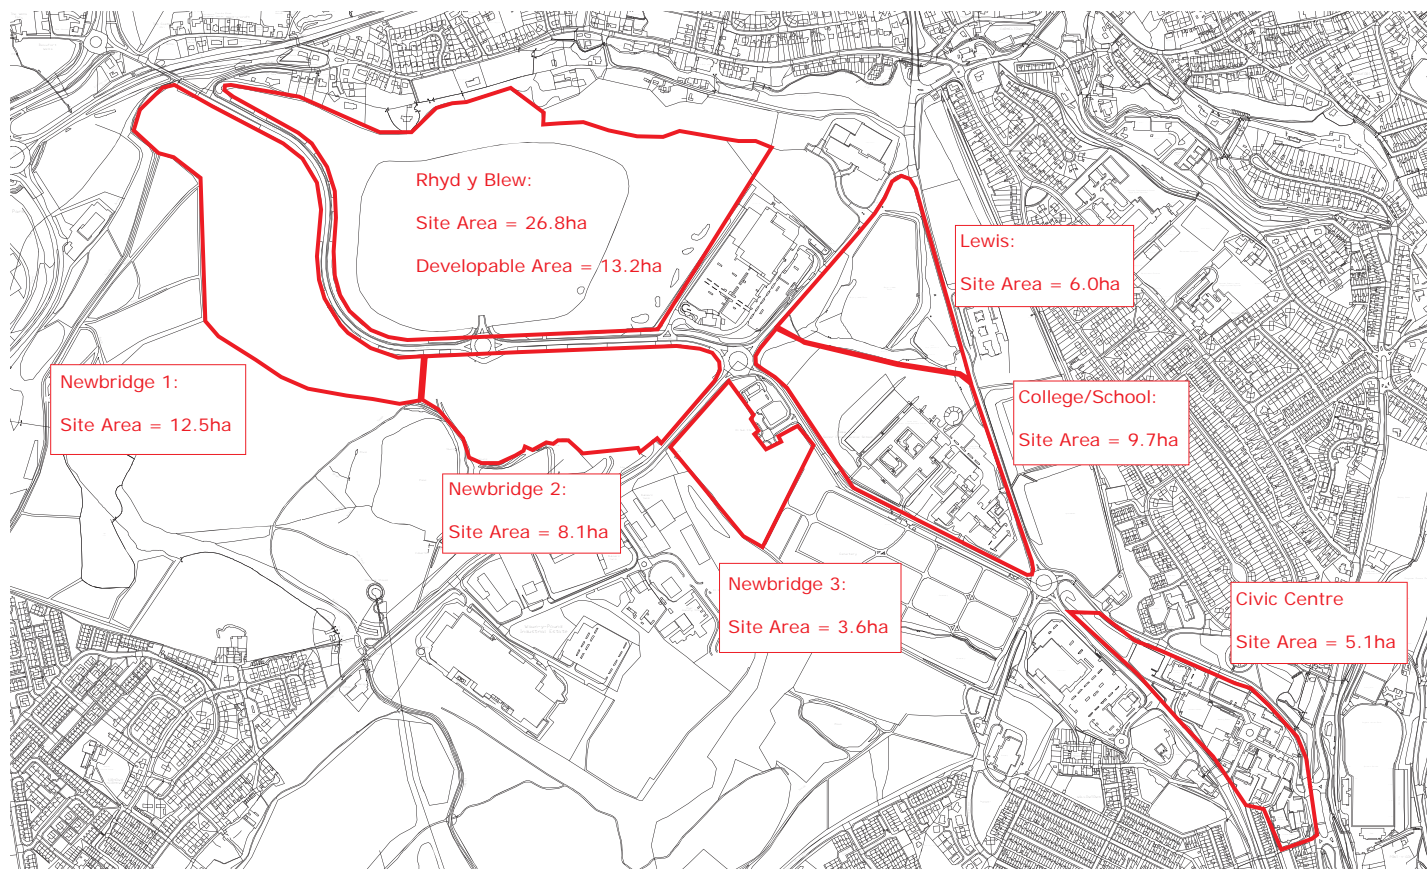 Rhyd y Blew:
Site Area = 26.8ha
Developable Area = 13.2ha
Lewis:
Site Area = 6.0ha
Newbridge 1:
Site Area = 12.5ha
College/School:
Site Area = 9.7ha
Newbridge 2:
Site Area = 8.1ha
Newbridge 3:
Site Area = 3.6ha
Civic Centre
Site Area = 5.1ha